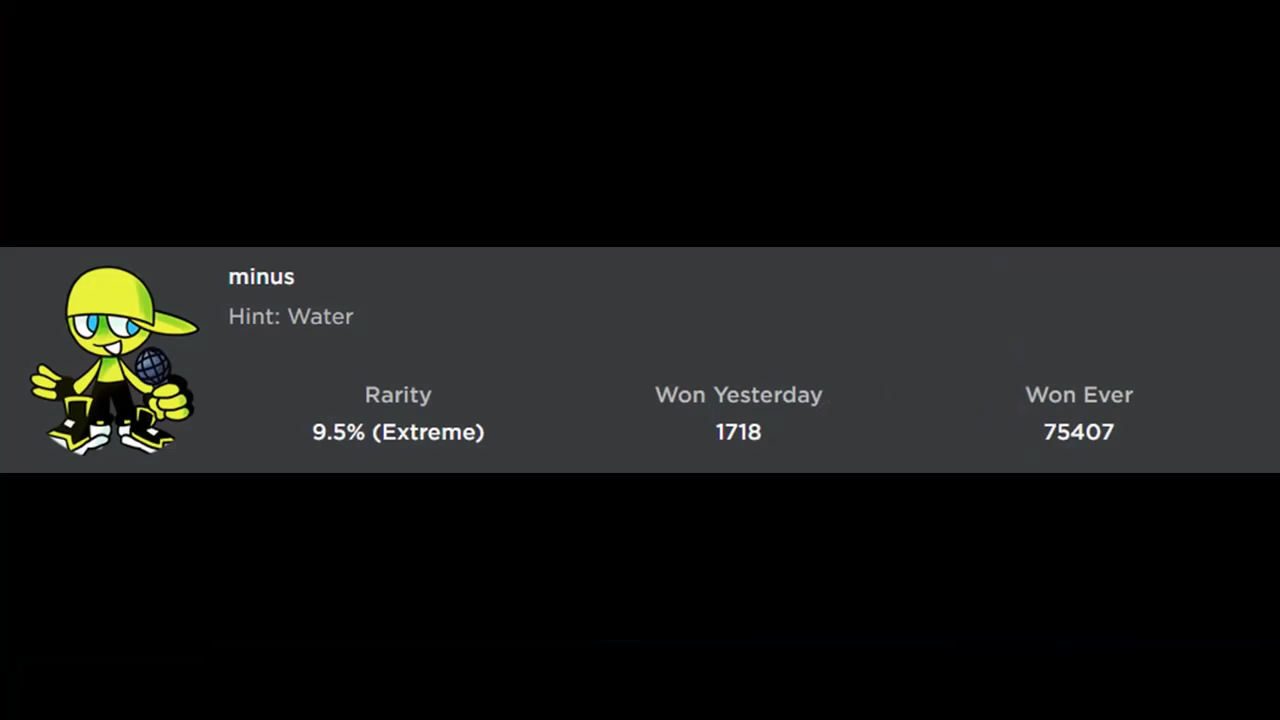 minus
Hint: Water
Rarity Won Yesterday Won Ever
9.5% (Extreme) 1718 75407